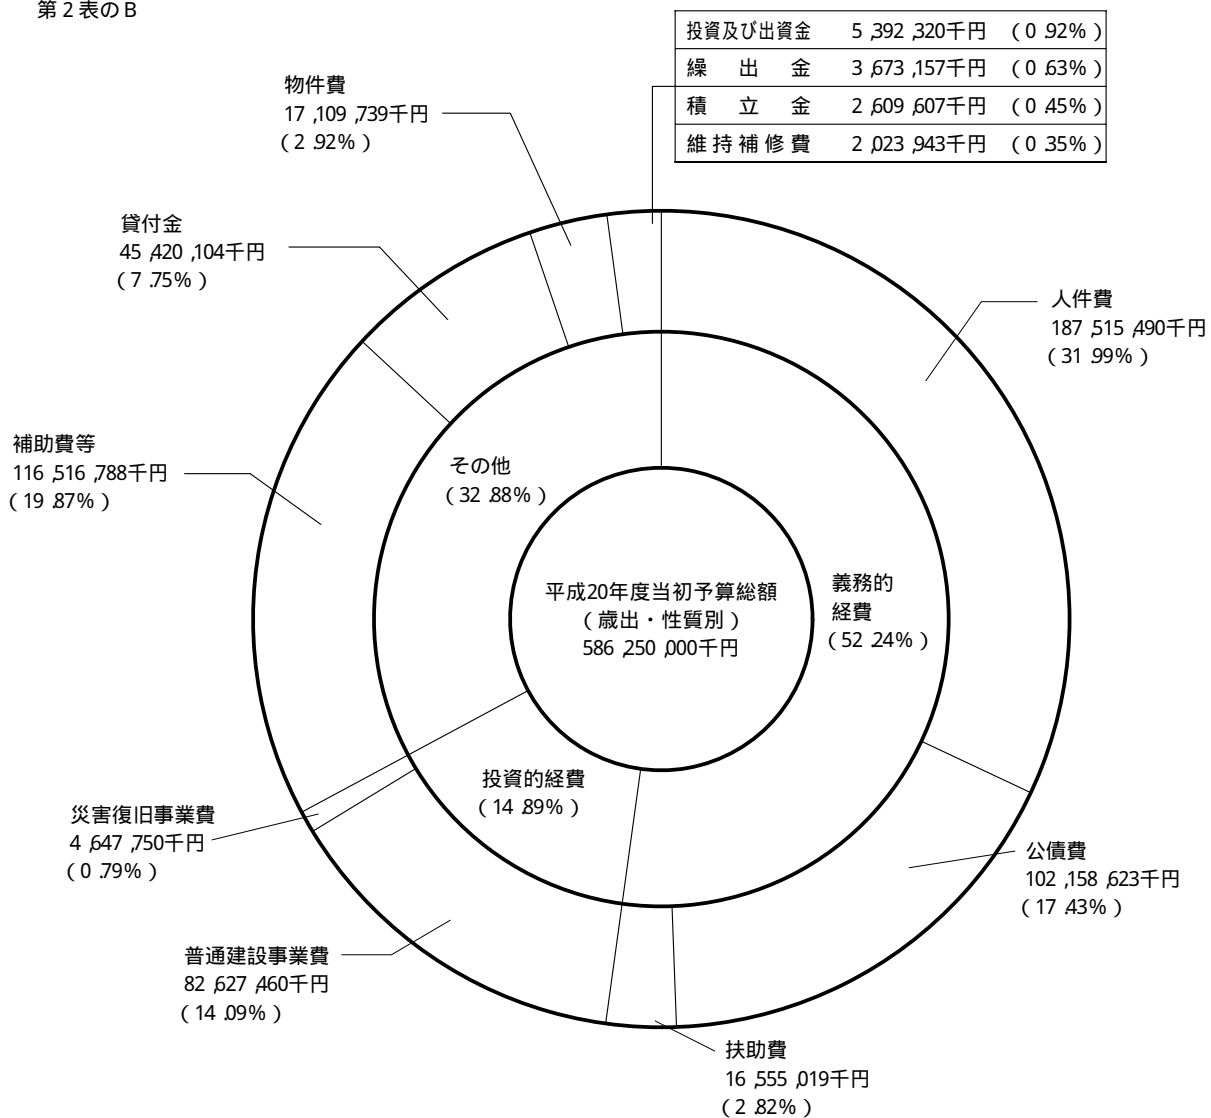 第2表のB
投資及び出資金 5,392,320千円 (0.92%)
繰出金 3,673,157千円 (0.63%)
積立金 2,609,607千円 (0.45%)
維持補修費 2,023,943千円 (0.35%)
物件費
17,109,739千円
(2.92%)
貸付金
45,420,104千円
(7.75%)
人件費
187,515,490千円
(31.99%)
補助費等
116,516,788千円
(19.87%)
その他
(32.88%)
平成20年度当初予算総額
(歳出・性質別)
586,250,000千円
義務的
経費
(52.24%)
投資的経費
(14.89%)
災害復旧事業費
4,647,750千円
(0.79%)
公債費
102,158,623千円
(17.43%)
普通建設事業費
82,627,460千円
(14.09%)
扶助費
16,555,019千円
(2.82%)